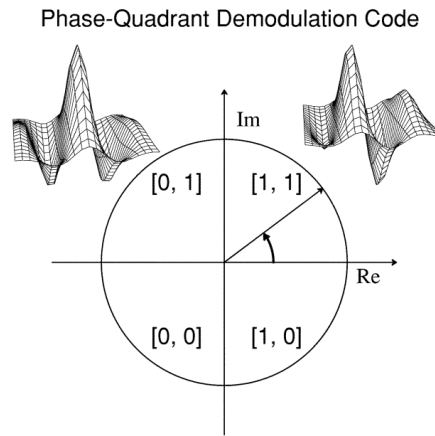 Phase-Quadrant Demodulation Code
Im
[0, 1] [1, 1]
Re
[0, 0] [1, 0]